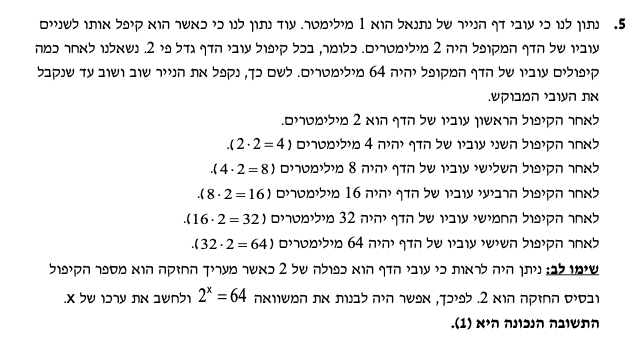 5. נתון לנו כי עובי דף הנייר של נתנאל הוא 1 מילימטר. עוד נתון לנו כי כאשר הוא קיפל אותו לשניים
עוביו של הדף המקופל היה 2 מילימטרים. כלומר, בכל קיפול עובי הדף גדל פי 2. נשאלנו לאחר כמה
קיפולים עוביו של הדף המקופל יהיה 64 מילימטרים. לשם כך, נקפל את הנייר שוב ושוב עד שנקבל
את העובי המבוקש.
לאחר הקיפול הראשון עוביו של הדף הוא 2 מילימטרים.
לאחר הקיפול השני עוביו של הדף יהיה 4 מילימטרים (2·2=4).
לאחר הקיפול השלישי עוביו של הדף יהיה 8 מילימטרים (4·2=8).
לאחר הקיפול הרביעי עוביו של הדף יהיה 16 מילימטרים (8·2=16).
לאחר הקיפול החמישי עוביו של הדף יהיה 32 מילימטרים (16·2=32).
לאחר הקיפול השישי עוביו של הדף יהיה 64 מילימטרים (32·2=64).
שימו לב: ניתן היה לראות כי עובי הדף הוא כפולה של 2 כאשר מעריך החזקה הוא מספר הקיפול
ובסיס החזקה הוא 2. לפיכך, אפשר היה לבנות את המשוואה 2ˣ=64 ולחשב את ערכו של x.
התשובה הנכונה היא (1).